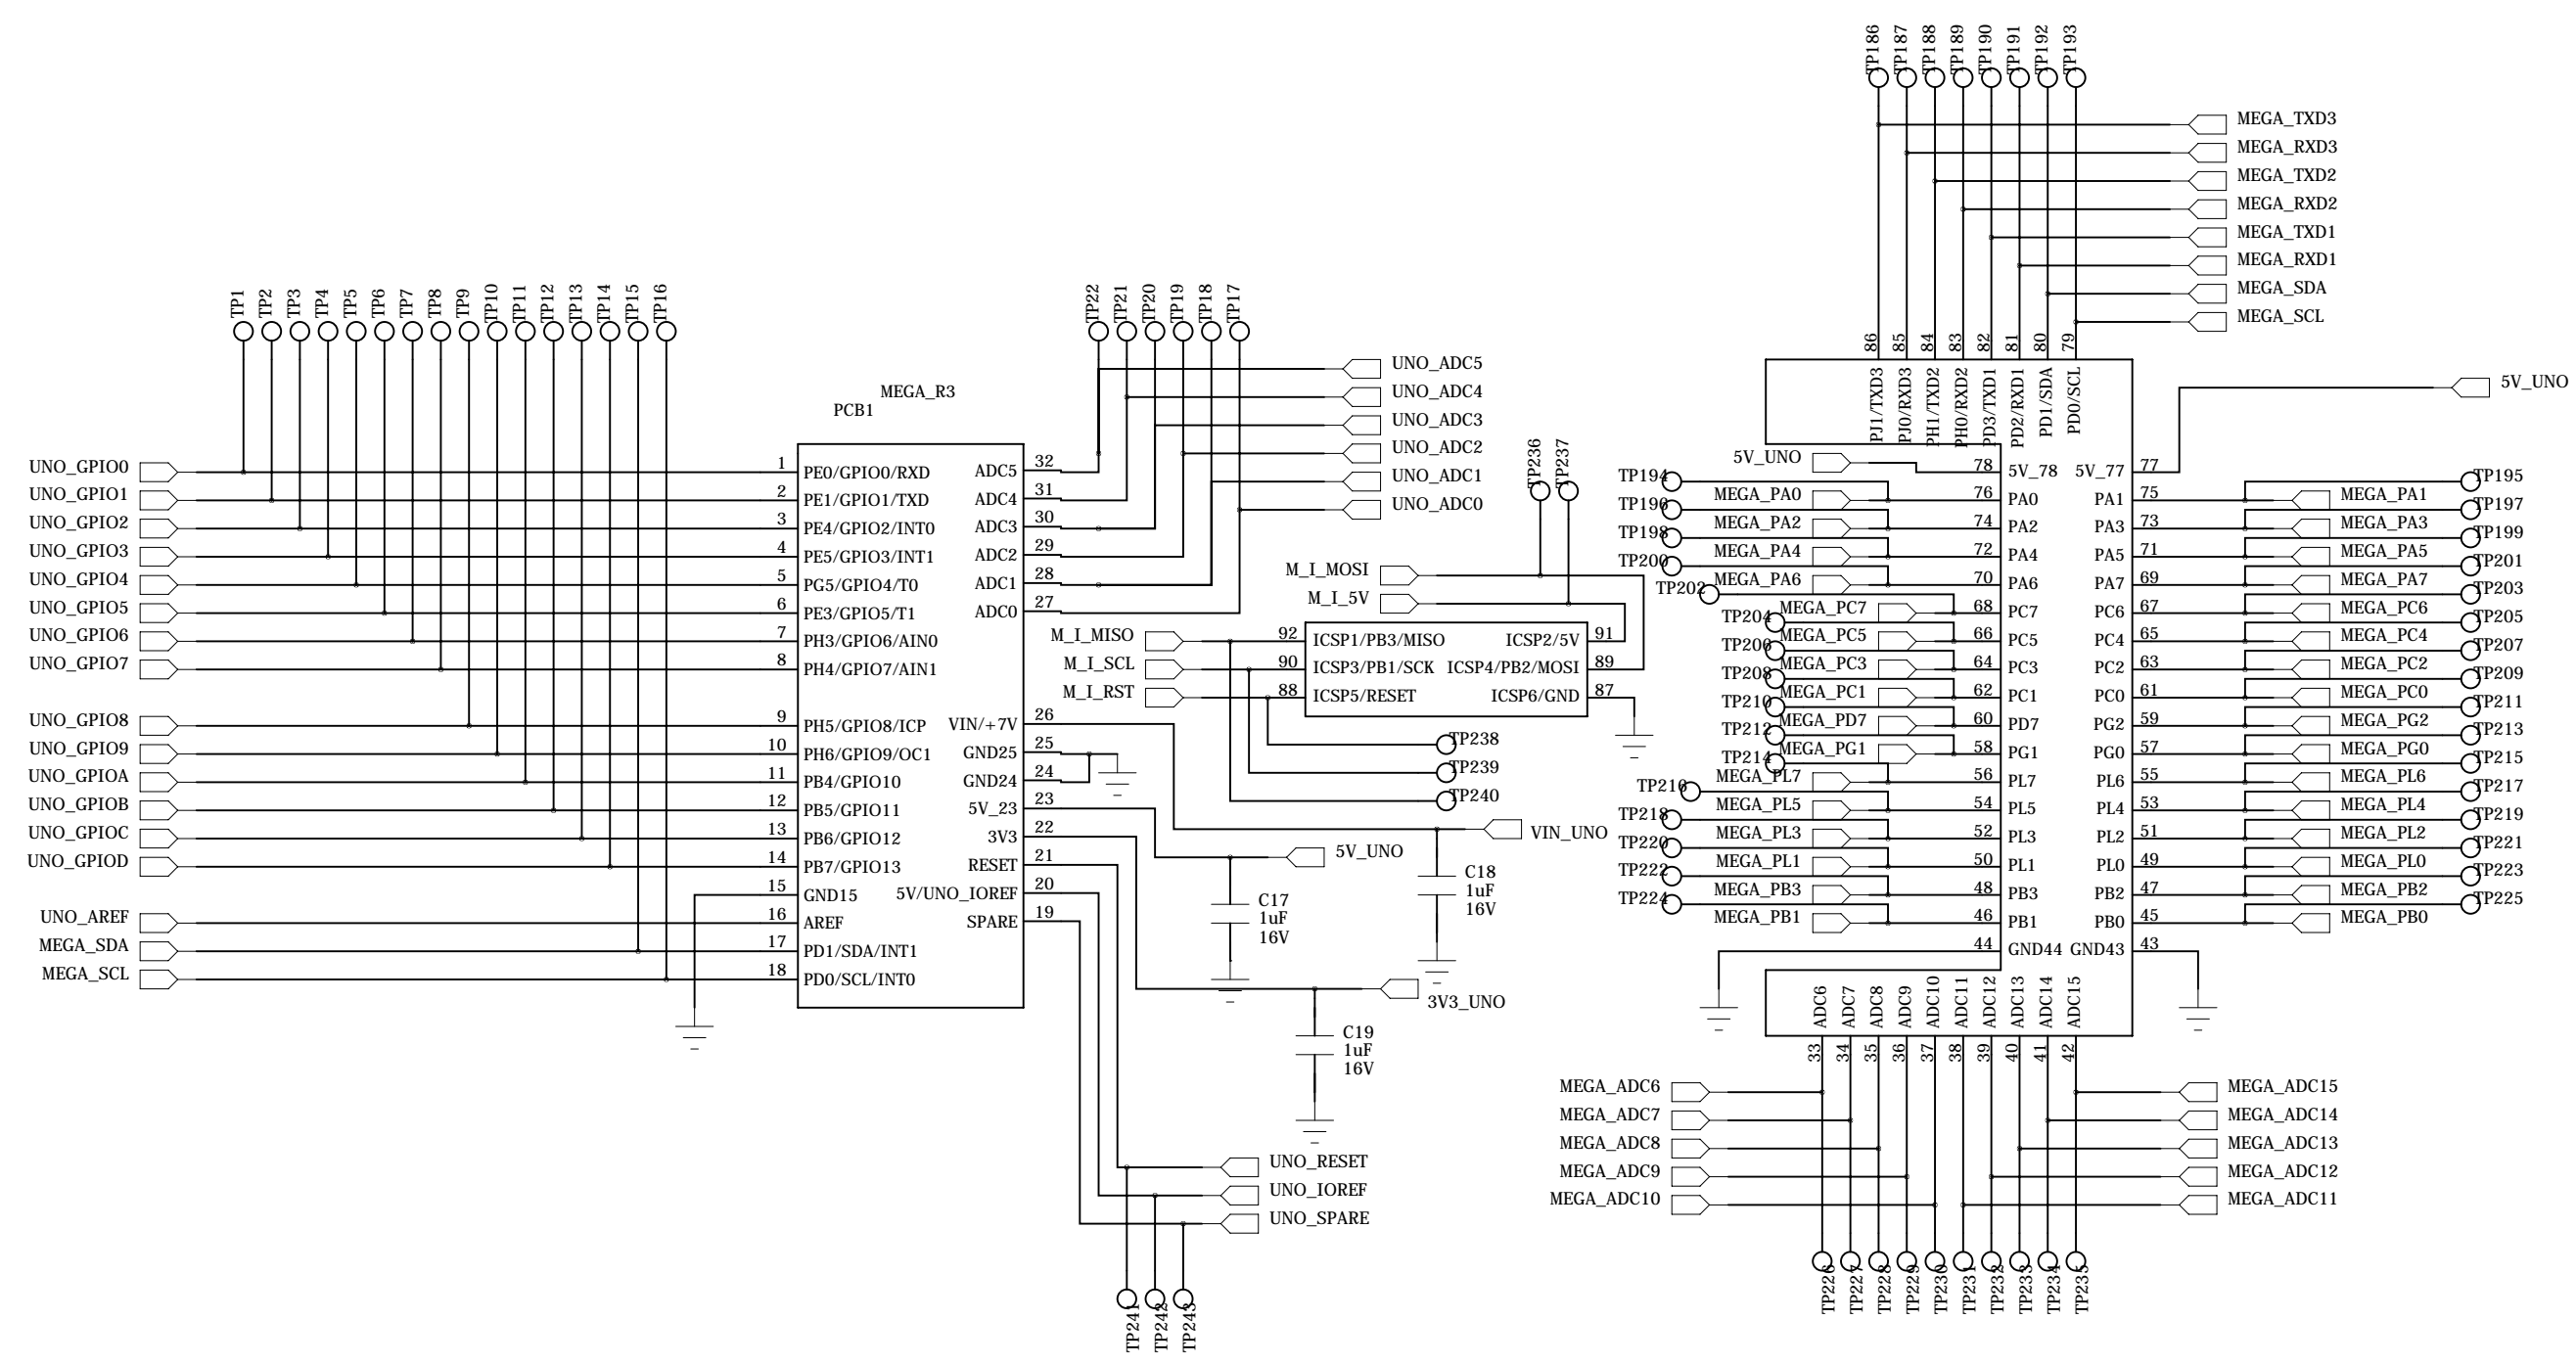 TP186 TP187 TP188 TP189 TP190 TP191 TP192 TP193
MEGA_TXD3
MEGA_RXD3
MEGA_TXD2
MEGA_RXD2
MEGA_TXD1
MEGA_RXD1
MEGA_SDA
MEGA_SCL
86 85 84 83 82 81 80 79
PJ1/TXD3 PJ0/RXD3 PH1/TXD2 PH0/RXD2 PD3/TXD1 PD2/RXD1 PD1/SDA PD0/SCL
5V_UNO
TP1 TP2 TP3 TP4 TP5 TP6 TP7 TP8 TP9 TP10 TP11 TP12 TP13 TP14 TP15 TP16
TP22 TP21 TP20 TP19 TP18 TP17
UNO_ADC5
UNO_ADC4
UNO_ADC3
UNO_ADC2
UNO_ADC1
UNO_ADC0
MEGA_R3
PCB1
UNO_GPIO0 1 PE0/GPIO0/RXD ADC5 32
UNO_GPIO1 2 PE1/GPIO1/TXD ADC4 31
UNO_GPIO2 3 PE4/GPIO2/INT0 ADC3 30
UNO_GPIO3 4 PE5/GPIO3/INT1 ADC2 29
UNO_GPIO4 5 PG5/GPIO4/T0 ADC1 28
UNO_GPIO5 6 PE3/GPIO5/T1 ADC0 27
UNO_GPIO6 7 PH3/GPIO6/AIN0
UNO_GPIO7 8 PH4/GPIO7/AIN1
UNO_GPIO8 9 PH5/GPIO8/ICP VIN/+7V 26
UNO_GPIO9 10 PH6/GPIO9/OC1 GND25 25
UNO_GPIOA 11 PB4/GPIO10 GND24 24
UNO_GPIOB 12 PB5/GPIO11 5V_23 23
UNO_GPIOC 13 PB6/GPIO12 3V3 22
UNO_GPIOD 14 PB7/GPIO13 RESET 21
15 GND15 5V/UNO_IOREF 20
UNO_AREF 16 AREF SPARE 19
MEGA_SDA 17 PD1/SDA/INT1
MEGA_SCL 18 PD0/SCL/INT0
TP236 TP237
M_I_MOSI
M_I_5V
M_I_MISO 92 ICSP1/PB3/MISO ICSP2/5V 91
M_I_SCL 90 ICSP3/PB1/SCK ICSP4/PB2/MOSI 89
M_I_RST 88 ICSP5/RESET ICSP6/GND 87
TP238
TP239
TP240
VIN_UNO
5V_UNO
C17
1uF
16V
C18
1uF
16V
3V3_UNO
C19
1uF
16V
UNO_RESET
UNO_IOREF
UNO_SPARE
TP241 TP242 TP243
5V_UNO 78 5V_78 5V_77 77
TP194 TP195
MEGA_PA0 76 PA0 PA1 75 MEGA_PA1
TP196 TP197
MEGA_PA2 74 PA2 PA3 73 MEGA_PA3
TP198 TP199
MEGA_PA4 72 PA4 PA5 71 MEGA_PA5
TP200 TP201
MEGA_PA6 70 PA6 PA7 69 MEGA_PA7
TP202 TP203
MEGA_PC7 68 PC7 PC6 67 MEGA_PC6
TP204 TP205
MEGA_PC5 66 PC5 PC4 65 MEGA_PC4
TP206 TP207
MEGA_PC3 64 PC3 PC2 63 MEGA_PC2
TP208 TP209
MEGA_PC1 62 PC1 PC0 61 MEGA_PC0
TP210 TP211
MEGA_PD7 60 PD7 PG2 59 MEGA_PG2
TP212 TP213
MEGA_PG1 58 PG1 PG0 57 MEGA_PG0
TP214 TP215
MEGA_PL7 56 PL7 PL6 55 MEGA_PL6
TP216 TP217
MEGA_PL5 54 PL5 PL4 53 MEGA_PL4
TP218 TP219
MEGA_PL3 52 PL3 PL2 51 MEGA_PL2
TP220 TP221
MEGA_PL1 50 PL1 PL0 49 MEGA_PL0
TP222 TP223
MEGA_PB3 48 PB3 PB2 47 MEGA_PB2
TP224 TP225
MEGA_PB1 46 PB1 PB0 45 MEGA_PB0
44 GND44 GND43 43
ADC6 ADC7 ADC8 ADC9 ADC10 ADC11 ADC12 ADC13 ADC14 ADC15
33 34 35 36 37 38 39 40 41 42
MEGA_ADC6 MEGA_ADC15
MEGA_ADC7 MEGA_ADC14
MEGA_ADC8 MEGA_ADC13
MEGA_ADC9 MEGA_ADC12
MEGA_ADC10 MEGA_ADC11
TP226 TP227 TP228 TP229 TP230 TP231 TP232 TP233 TP234 TP235